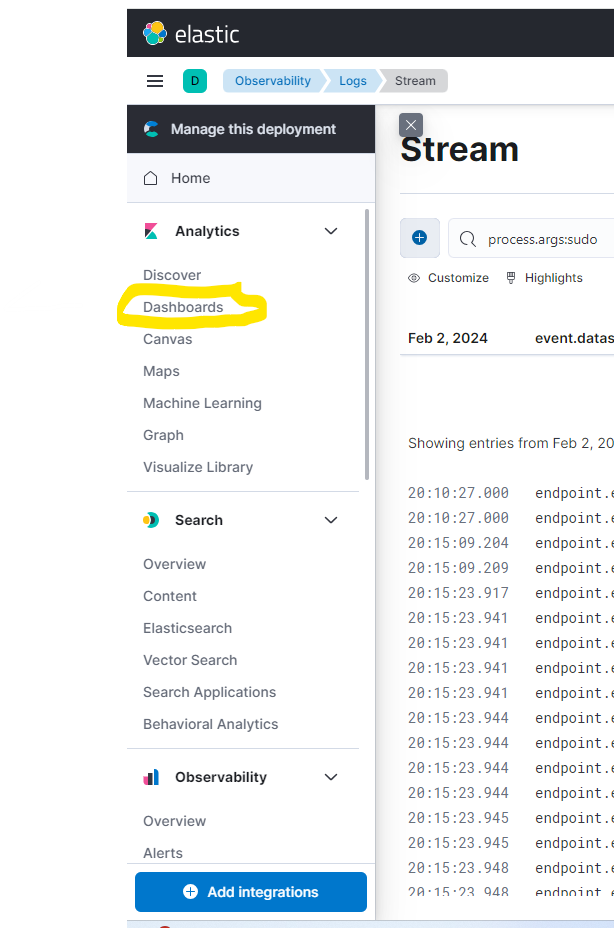 elastic
D
Observability
Logs
Stream
Manage this deployment
Home
Analytics
Discover
Dashboards
Canvas
Maps
Machine Learning
Graph
Visualize Library
Search
Overview
Content
Elasticsearch
Vector Search
Search Applications
Behavioral Analytics
Observability
Overview
Alerts
Add integrations
Stream
process.args:sudo
Customize Highlights
Feb 2, 2024 event.datas
Showing entries from Feb 2, 20
20:10:27.000 endpoint.e
20:10:27.000 endpoint.e
20:15:09.204 endpoint.e
20:15:09.209 endpoint.e
20:15:23.917 endpoint.e
20:15:23.941 endpoint.e
20:15:23.941 endpoint.e
20:15:23.941 endpoint.e
20:15:23.941 endpoint.e
20:15:23.944 endpoint.e
20:15:23.944 endpoint.e
20:15:23.944 endpoint.e
20:15:23.944 endpoint.e
20:15:23.945 endpoint.e
20:15:23.945 endpoint.e
20:15:23.948 endpoint.e
20:15:23.948 endpoint.e